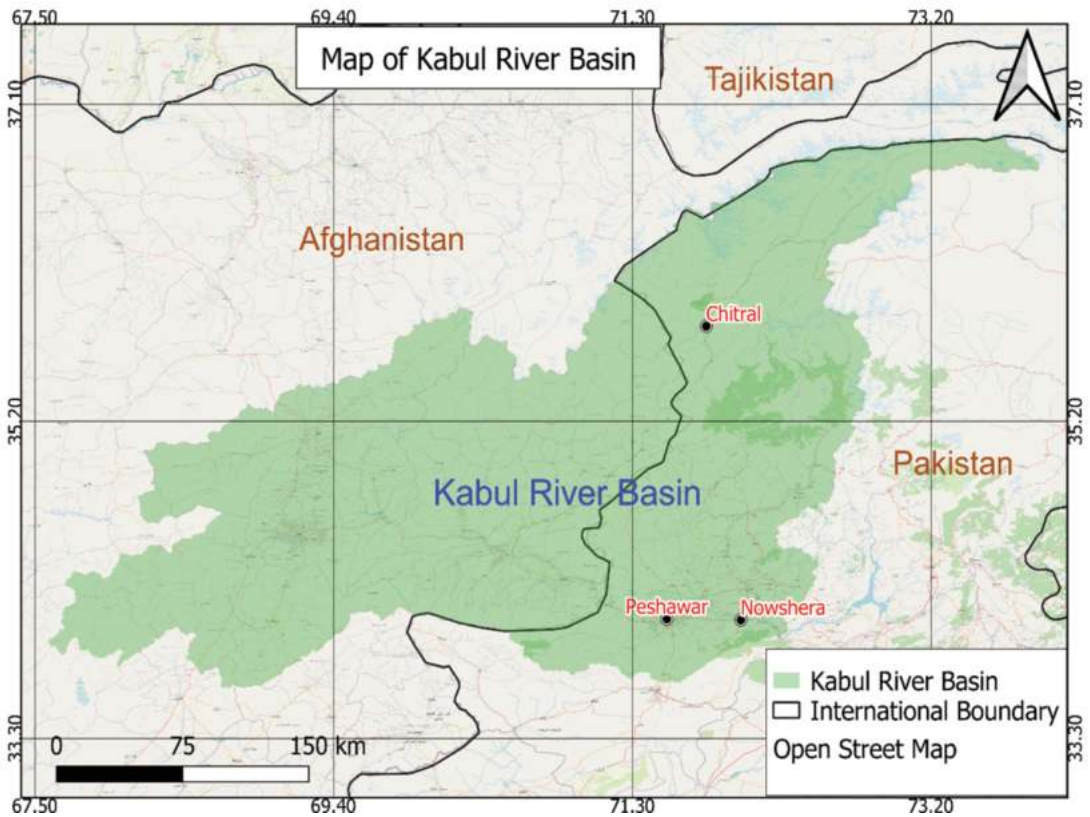 67.50 69.40 71.30 73.20
Map of Kabul River Basin
Tajikistan
37.10 37.10
Afghanistan
Chitral
35.20 35.20
Pakistan
Kabul River Basin
Peshawar Nowshera
Kabul River Basin
International Boundary
Open Street Map
33.30 33.30
0 75 150 km
67.50 69.40 71.30 73.20